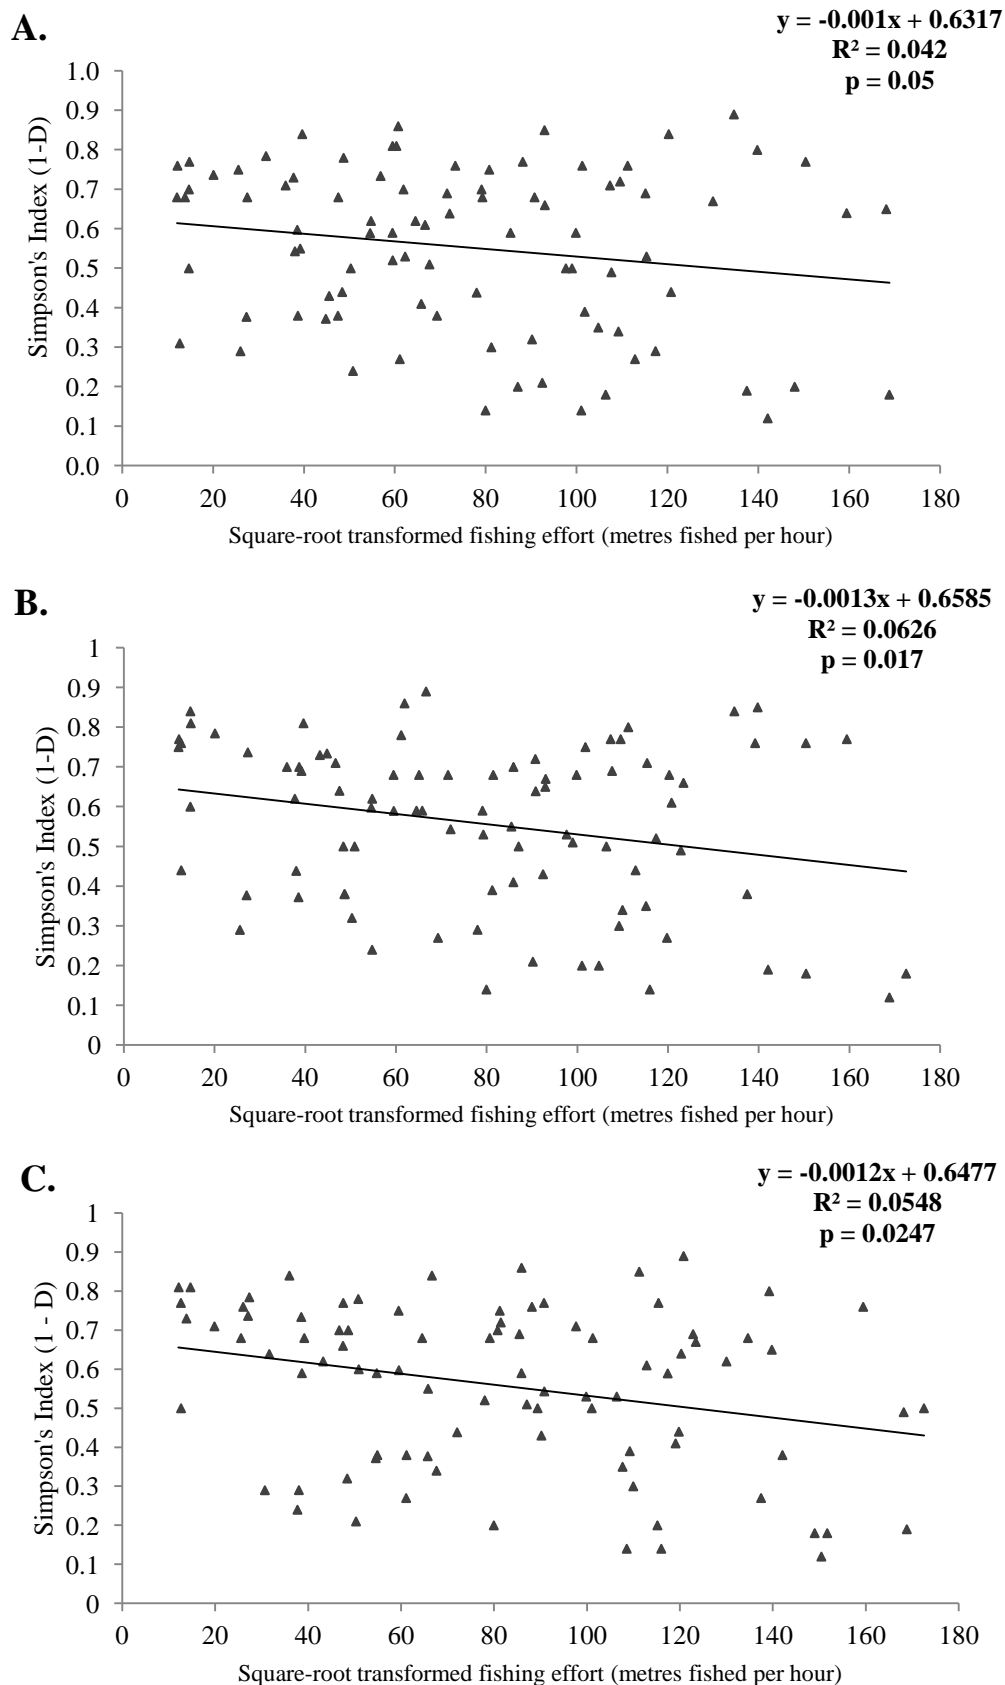 A.
y = -0.001x + 0.6317
R² = 0.042
p = 0.05
1.0
0.9
0.8
0.7
0.6
0.5
0.4
0.3
0.2
0.1
0.0
Simpson's Index (1-D)
0 20 40 60 80 100 120 140 160 180
Square-root transformed fishing effort (metres fished per hour)
B.
y = -0.0013x + 0.6585
R² = 0.0626
p = 0.017
1
0.9
0.8
0.7
0.6
0.5
0.4
0.3
0.2
0.1
0
Simpson's Index (1-D)
0 20 40 60 80 100 120 140 160 180
Square-root transformed fishing effort (metres fished per hour)
C.
y = -0.0012x + 0.6477
R² = 0.0548
p = 0.0247
1
0.9
0.8
0.7
0.6
0.5
0.4
0.3
0.2
0.1
0
Simpson's Index (1 - D)
0 20 40 60 80 100 120 140 160 180
Square-root transformed fishing effort (metres fished per hour)